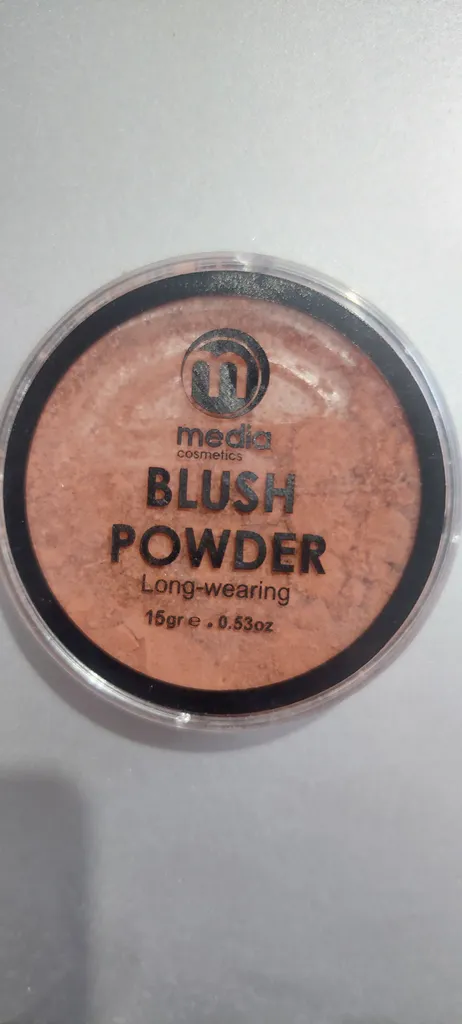 m
media
cosmetics
BLUSH
POWDER
Long-wearing
15gr e . 0.53oz